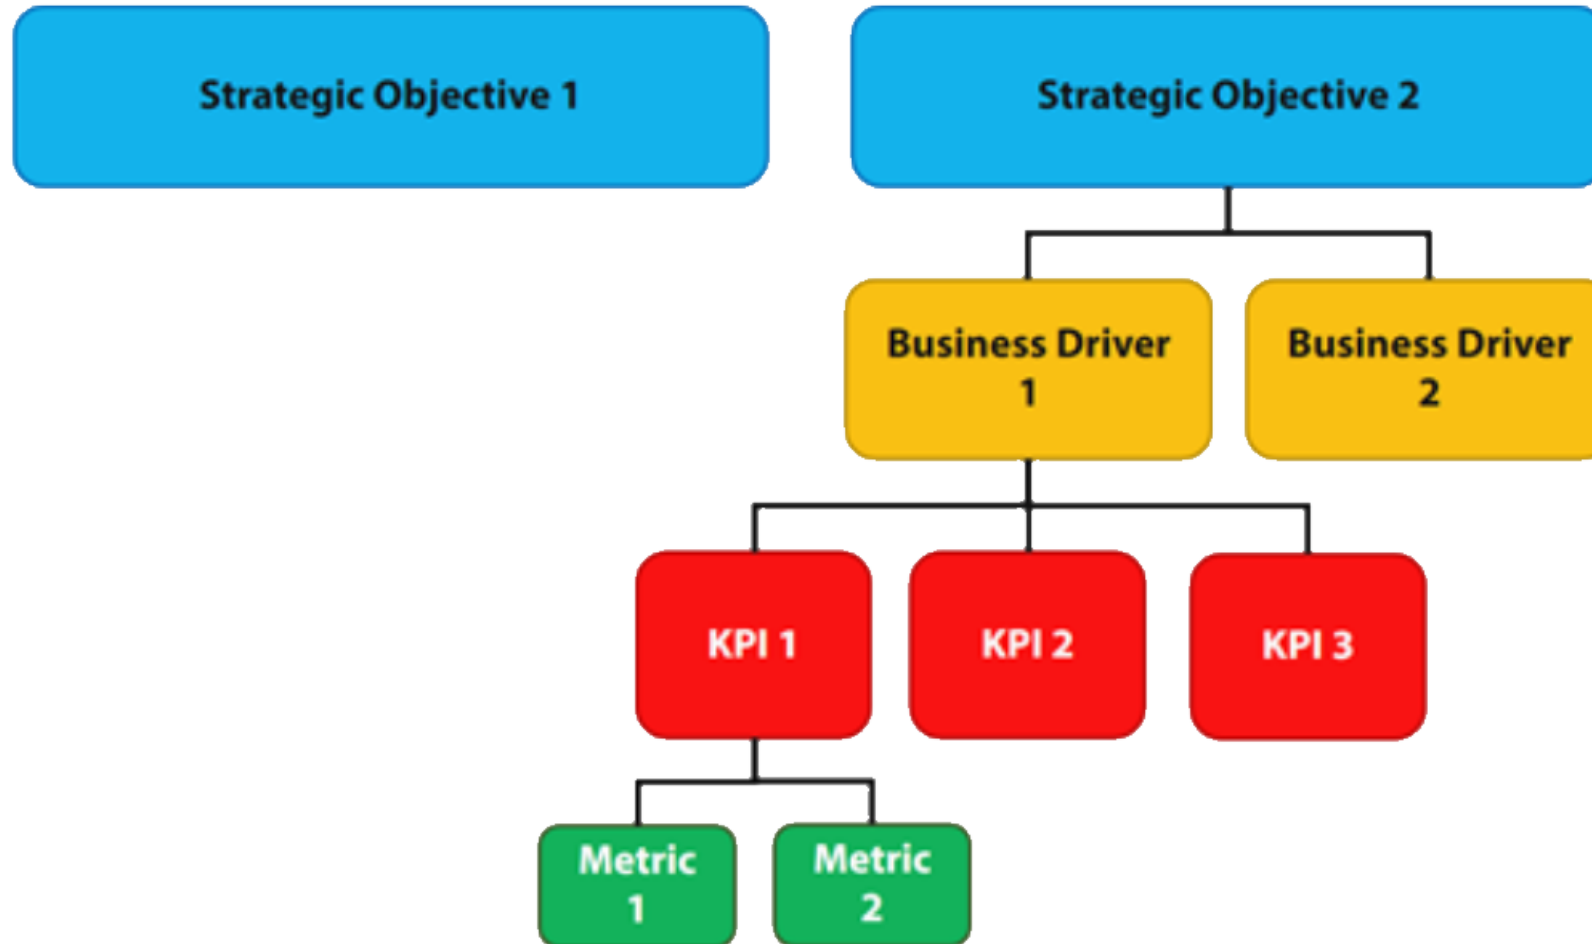 Strategic Objective 1
Strategic Objective 2
Business Driver
1
Business Driver
2
KPI 1
KPI 2
KPI 3
Metric
1
Metric
2